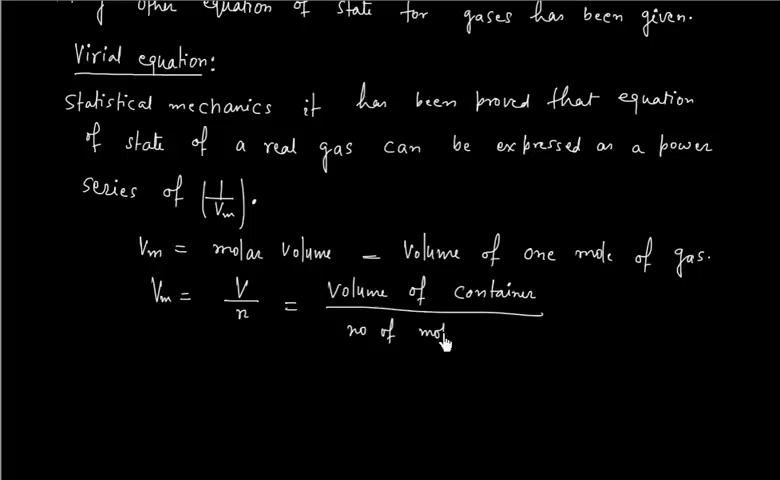 other equation of state for gases has been given.
Virial equation:
Statistical mechanics it has been proved that equation
of state of a real gas can be expressed as a power
series of (1/Vm).
Vm = molar volume = Volume of one mole of gas.
Vm = V/n = Volume of container / no of mol